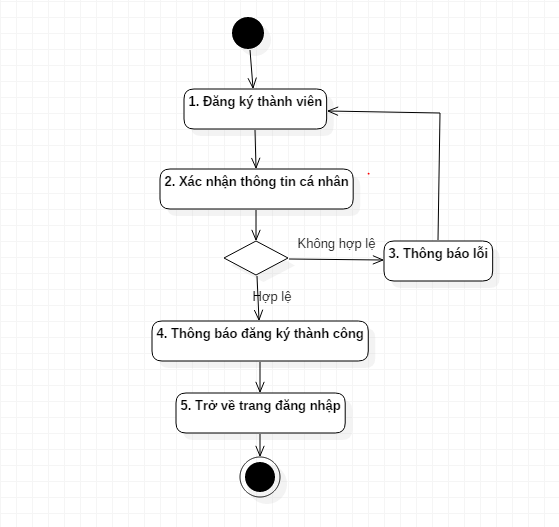 1. Đăng ký thành viên
2. Xác nhận thông tin cá nhân
Không hợp lệ
3. Thông báo lỗi
Hợp lệ
4. Thông báo đăng ký thành công
5. Trở về trang đăng nhập